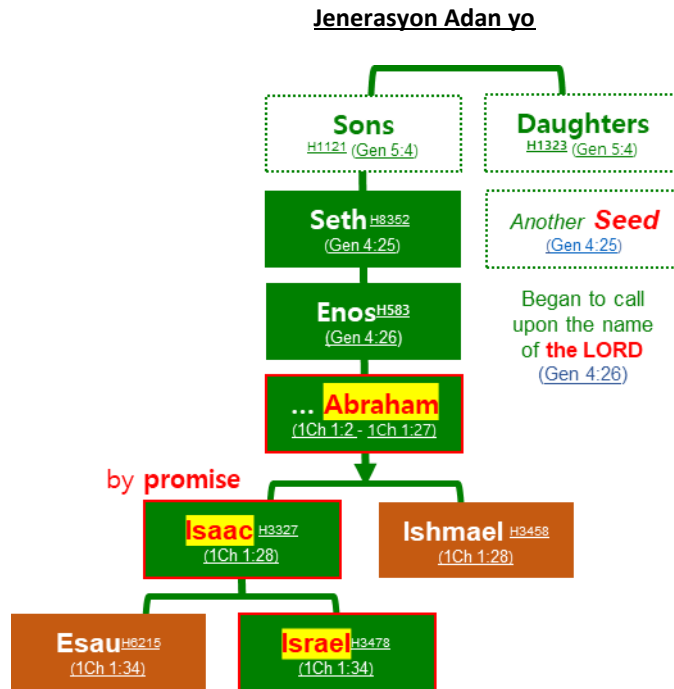 Jenerasyon Adan yo
Sons
H1121 (Gen 5:4)
Daughters
H1323 (Gen 5:4)
Seth H8352
(Gen 4:25)
Another Seed
(Gen 4:25)
Enos H583
(Gen 4:26)
Began to call
upon the name
of the LORD
(Gen 4:26)
... Abraham
(1Ch 1:2 - 1Ch 1:27)
by promise
Isaac H3327
(1Ch 1:28)
Ishmael H3458
(1Ch 1:28)
Esau H6215
(1Ch 1:34)
Israel H3478
(1Ch 1:34)